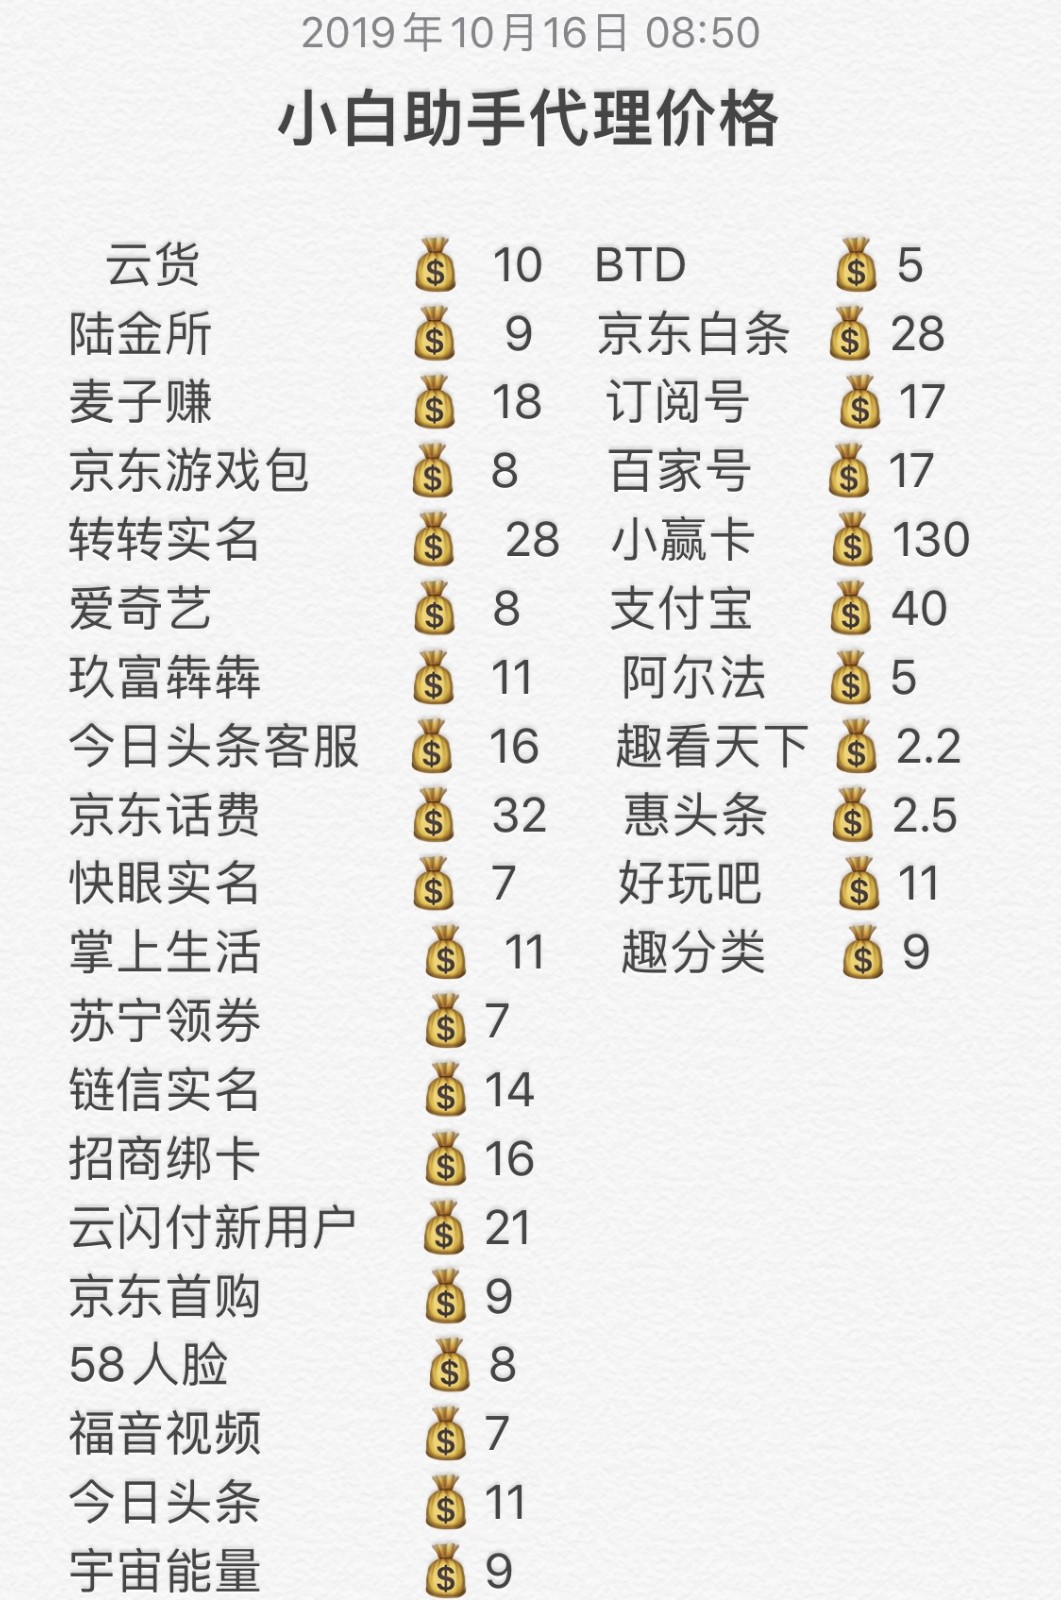 2019年10月16日 08:50
小白助手代理价格
云货 💰 10 BTD 💰 5
陆金所 💰 9 京东白条 💰 28
麦子赚 💰 18 订阅号 💰 17
京东游戏包 💰 8 百家号 💰 17
转转实名 💰 28 小赢卡 💰 130
爱奇艺 💰 8 支付宝 💰 40
玖富犇犇 💰 11 阿尔法 💰 5
今日头条客服 💰 16 趣看天下 💰 2.2
京东话费 💰 32 惠头条 💰 2.5
快眼实名 💰 7 好玩吧 💰 11
掌上生活 💰 11 趣分类 💰 9
苏宁领券 💰 7
链信实名 💰 14
招商绑卡 💰 16
云闪付新用户 💰 21
京东首购 💰 9
58人脸 💰 8
福音视频 💰 7
今日头条 💰 11
宇宙能量 💰 9